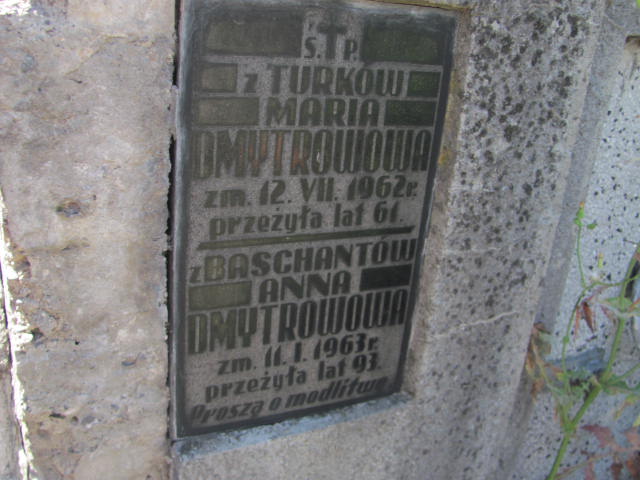 Ś.†P.
z TURKÓW
MARIA
DMYTROWOWA
zm. 12. VII. 1962r.
przeżyła lat 61.
z BASCHANTÓW
ANNA
DMYTROWOWA
zm. 11. I. 1963r.
przeżyła lat 93.
Proszą o modlitwę